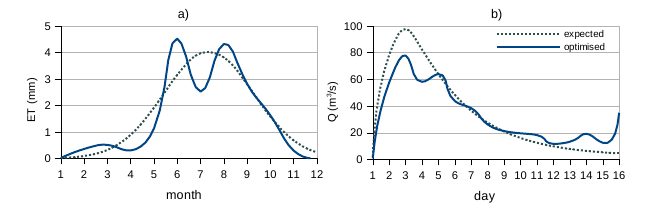 a)
ET (mm)
5
4
3
2
1
0
1 2 3 4 5 6 7 8 9 10 11 12
month
b)
Q (m³/s)
100
80
60
40
20
0
expected
optimised
1 2 3 4 5 6 7 8 9 10 11 12 13 14 15 16
day